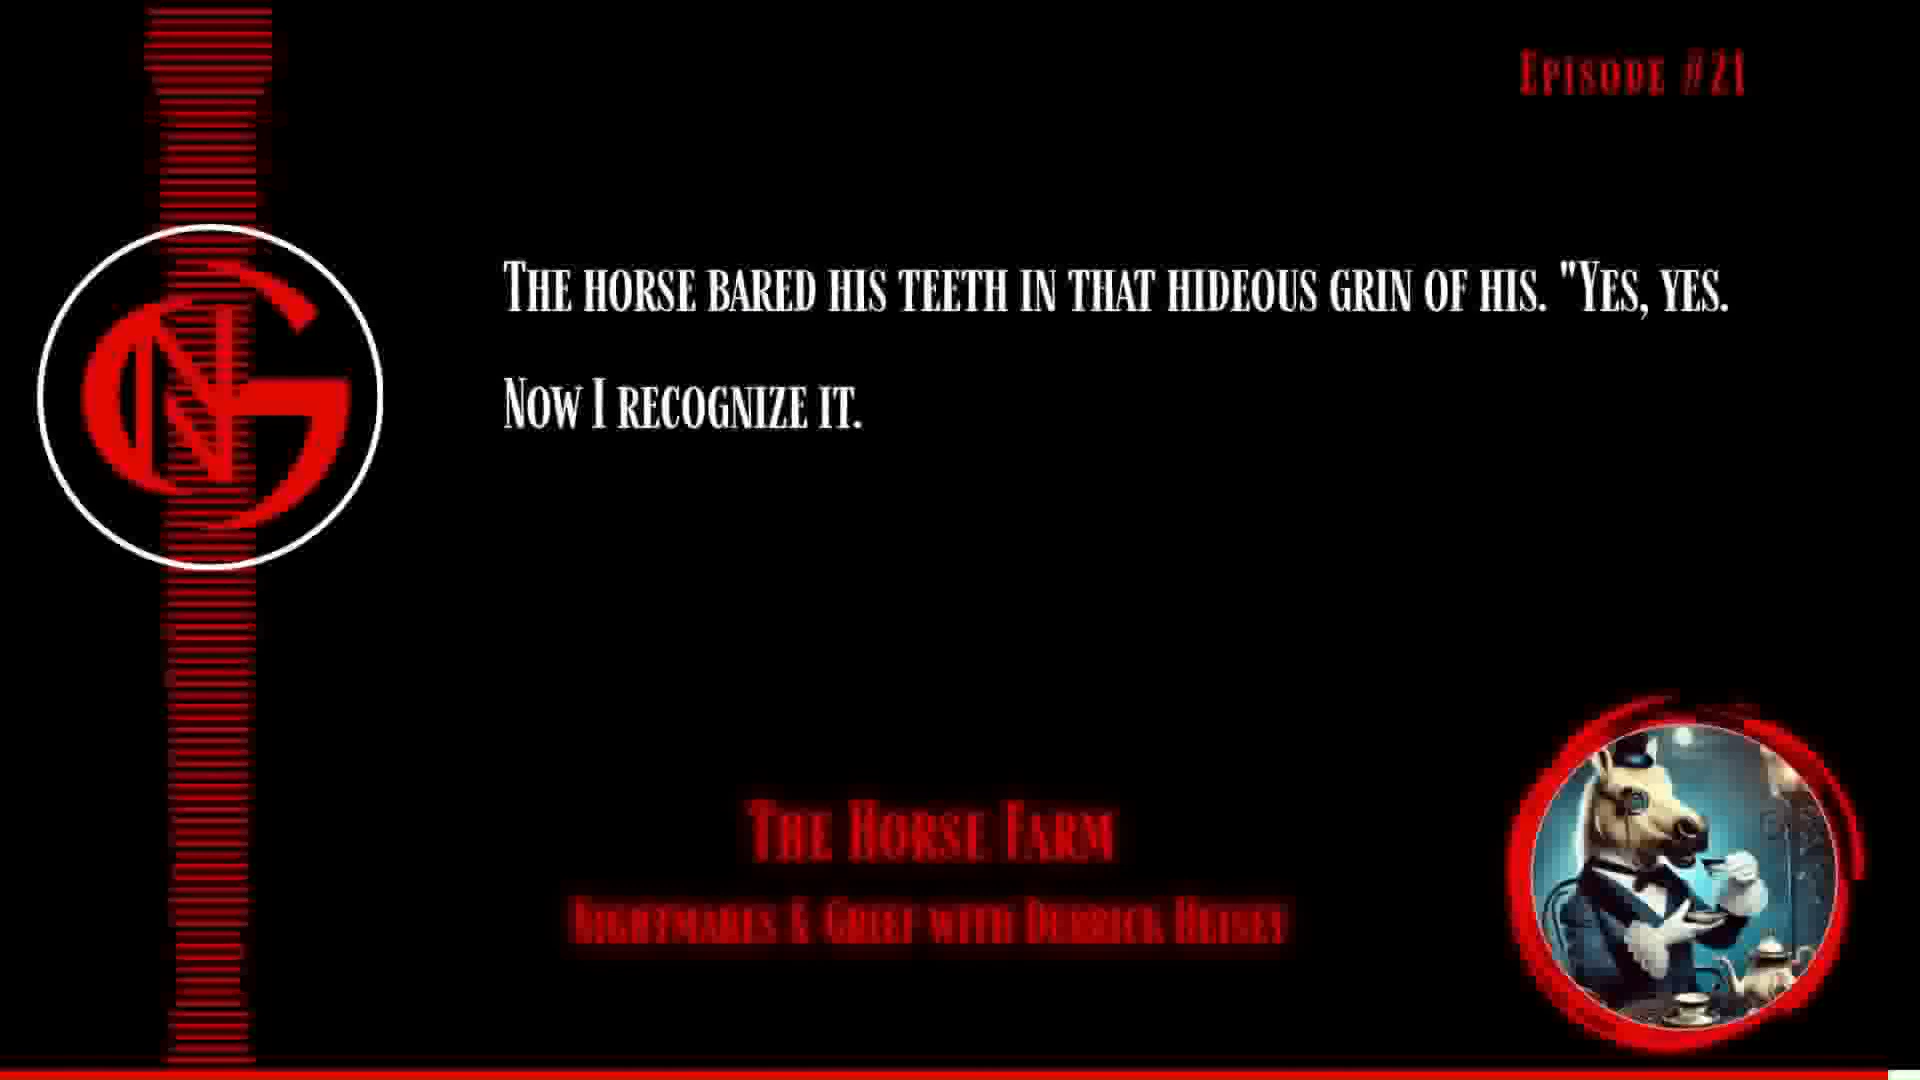 Episode #21
The horse bared his teeth in that hideous grin of his. "Yes, yes.
Now I recognize it.
NG
The Horse Farm
Nightmares & Grief with Derrick Heisey